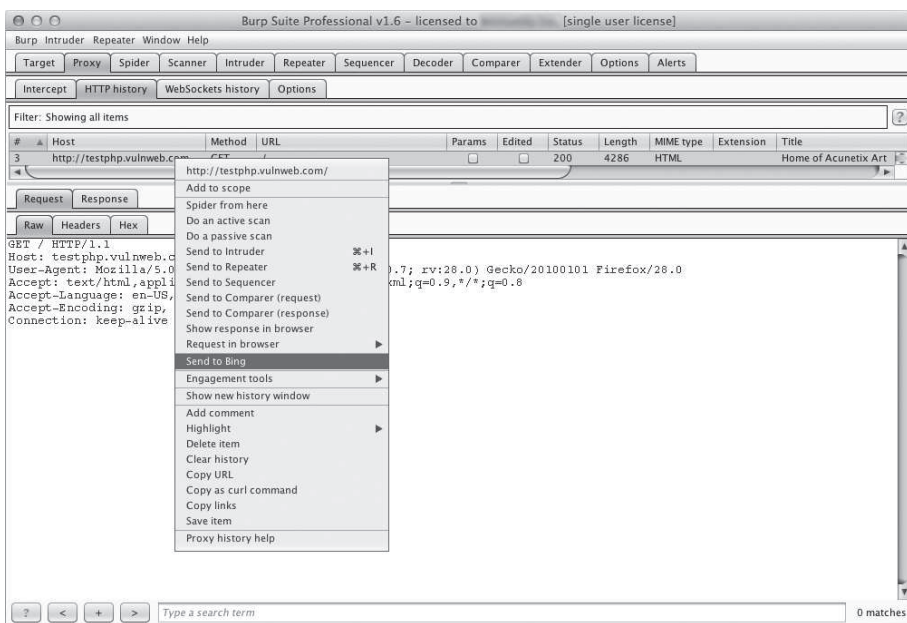 Burp Suite Professional v1.6 – licensed to [single user license]
Burp Intruder Repeater Window Help
Target Proxy Spider Scanner Intruder Repeater Sequencer Decoder Comparer Extender Options Alerts
Intercept HTTP history WebSockets history Options
Filter: Showing all items
?
# Host Method URL Params Edited Status Length MIME type Extension Title
3 http://testphp.vulnweb.com GET / 200 4286 HTML Home of Acunetix Art
http://testphp.vulnweb.com/
Add to scope
Spider from here
Do an active scan
Do a passive scan
Send to Intruder ⌘+I
Send to Repeater ⌘+R
Send to Sequencer
Send to Comparer (request)
Send to Comparer (response)
Show response in browser
Request in browser
Send to Bing
Engagement tools
Show new history window
Add comment
Highlight
Delete item
Clear history
Copy URL
Copy as curl command
Copy links
Save item
Proxy history help
Request Response
Raw Headers Hex
GET / HTTP/1.1
Host: testphp.vulnweb.c
User-Agent: Mozilla/5.0 .7; rv:28.0) Gecko/20100101 Firefox/28.0
Accept: text/html,appli ml;q=0.9,*/*;q=0.8
Accept-Language: en-US,
Accept-Encoding: gzip,
Connection: keep-alive
? < + > Type a search term 0 matches